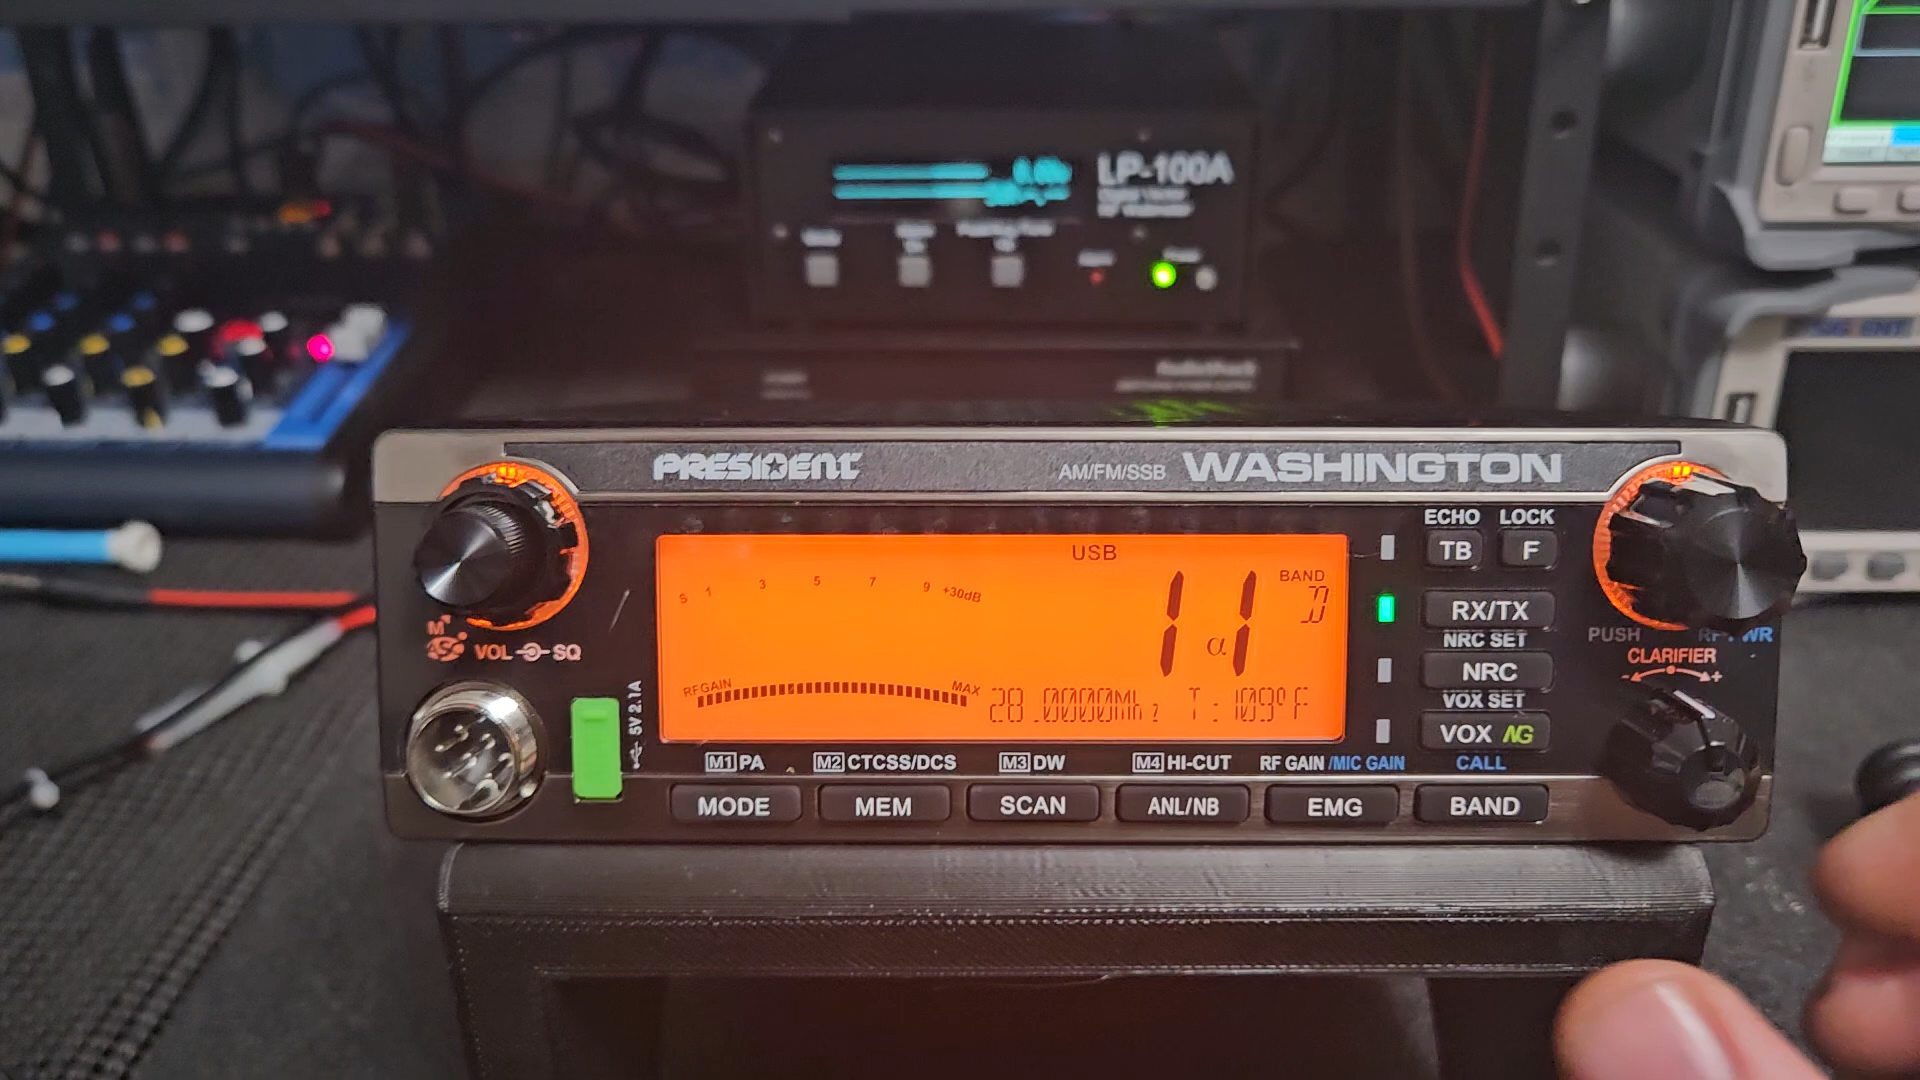 LP-100A
PRESIDENT
AM/FM/SSB WASHINGTON
ECHO LOCK
TB F
USB
S 1 3 5 7 9 +30dB
11
α
BAND
D
RX/TX
NRC SET
NRC
VOX SET
VOX NG
CALL
PUSH RF PWR
CLARIFIER
- +
M
ASC
VOL SQ
5V 2.1A
RF GAIN MAX
28.0000MHz T:109°F
M1 PA M2 CTCSS/DCS M3 DW M4 HI-CUT RF GAIN /MIC GAIN
MODE MEM SCAN ANL/NB EMG BAND